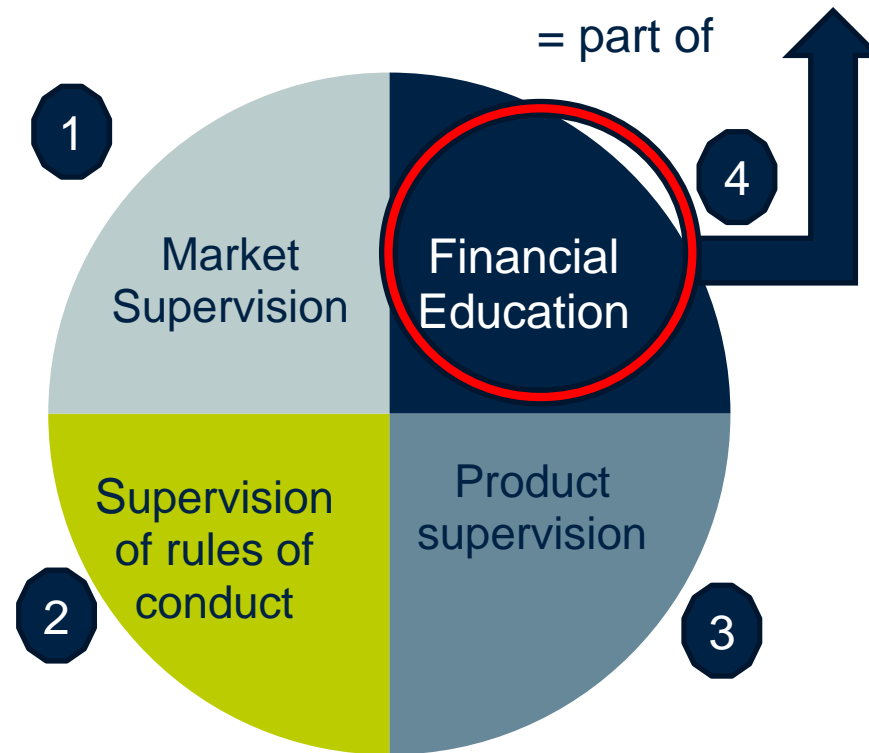 = part of
1
4
Market
Supervision
Financial
Education
Supervision
of rules of
conduct
Product
supervision
2
3